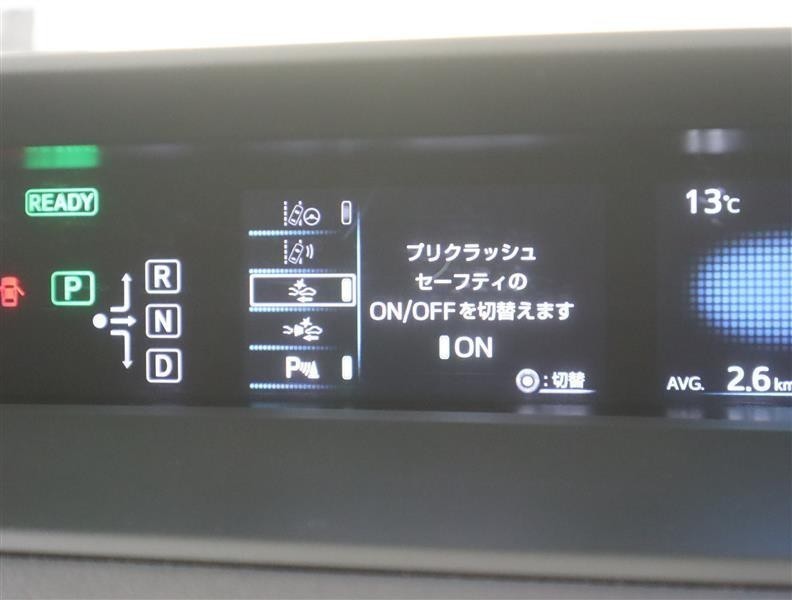 READY
P
R
N
D
P
プリクラッシュ
セーフティの
ON/OFFを切替えます
ON
:切替
13℃
AVG. 2.6km